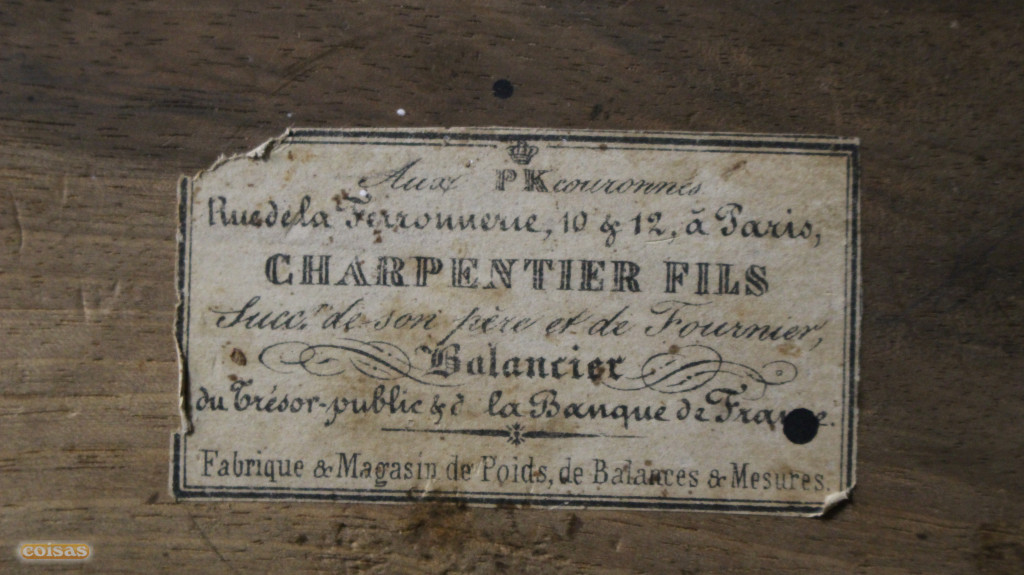 Aux PK couronnés
Rue de la Ferronnerie, 10 & 12, à Paris,
CHARPENTIER FILS
Succ.r de son père et de Fournier,
Balancier
du Trésor-public & de la Banque de France.
Fabrique & Magasin de Poids, de Balances & Mesures.
coisas